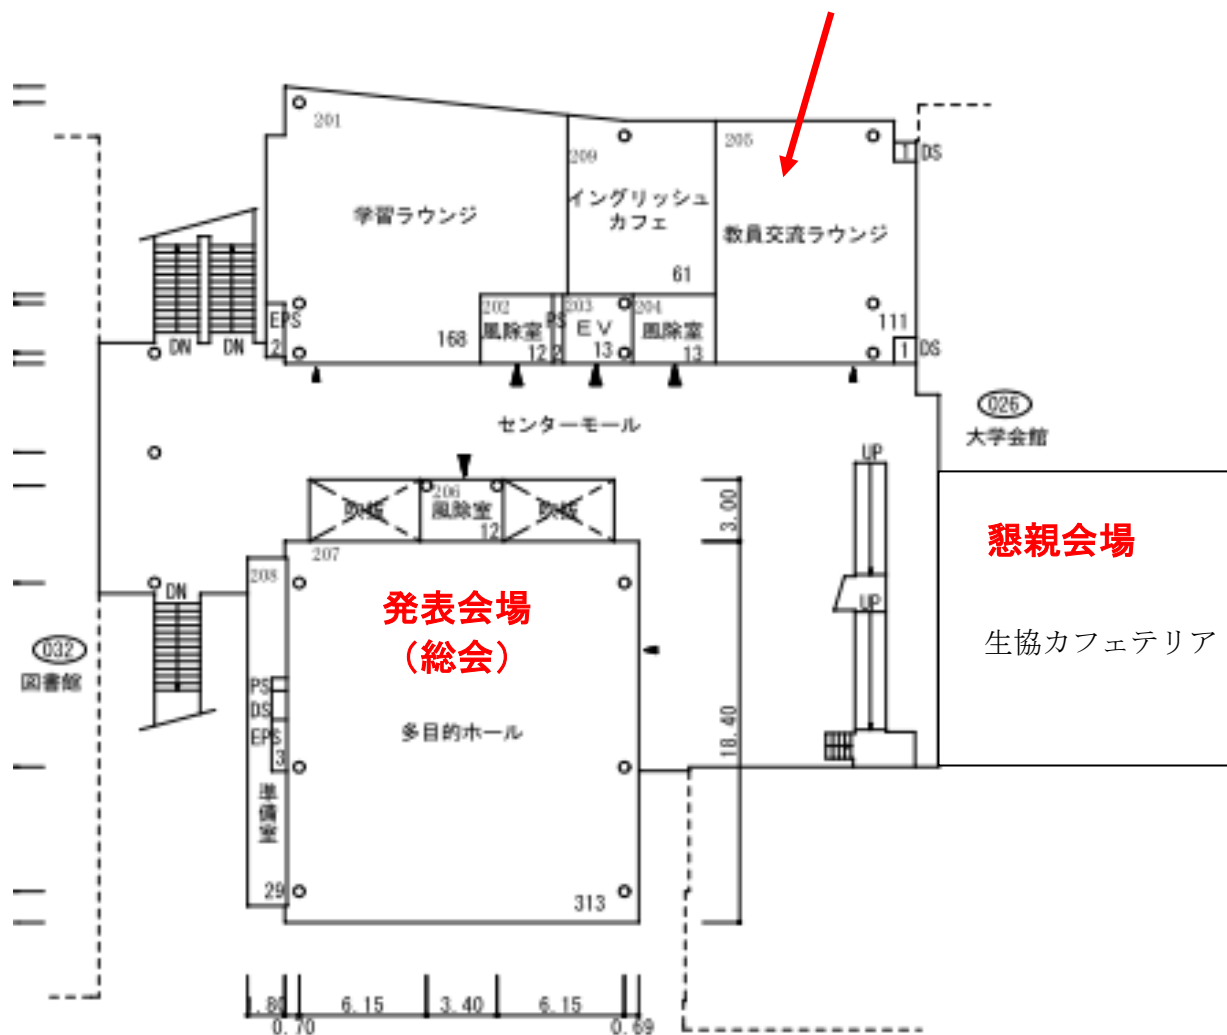 201
209
205
DS
学習ラウンジ
イングリッシュ
カフェ
教員交流ラウンジ
61
EPS
2
168
202
風除室
12
PS
2
203
EV
13
204
風除室
13
111
1
DS
DN
DN
センターモール
026
大学会館
UP
206
風除室
12
3.00
207
208
発表会場
（総会）
懇親会場
生協カフェテリア
UP
DN
032
図書館
PS
DS
EPS
3
多目的ホール
18.40
準備室
29
313
1.80
6.15
3.40
6.15
0.70
0.69